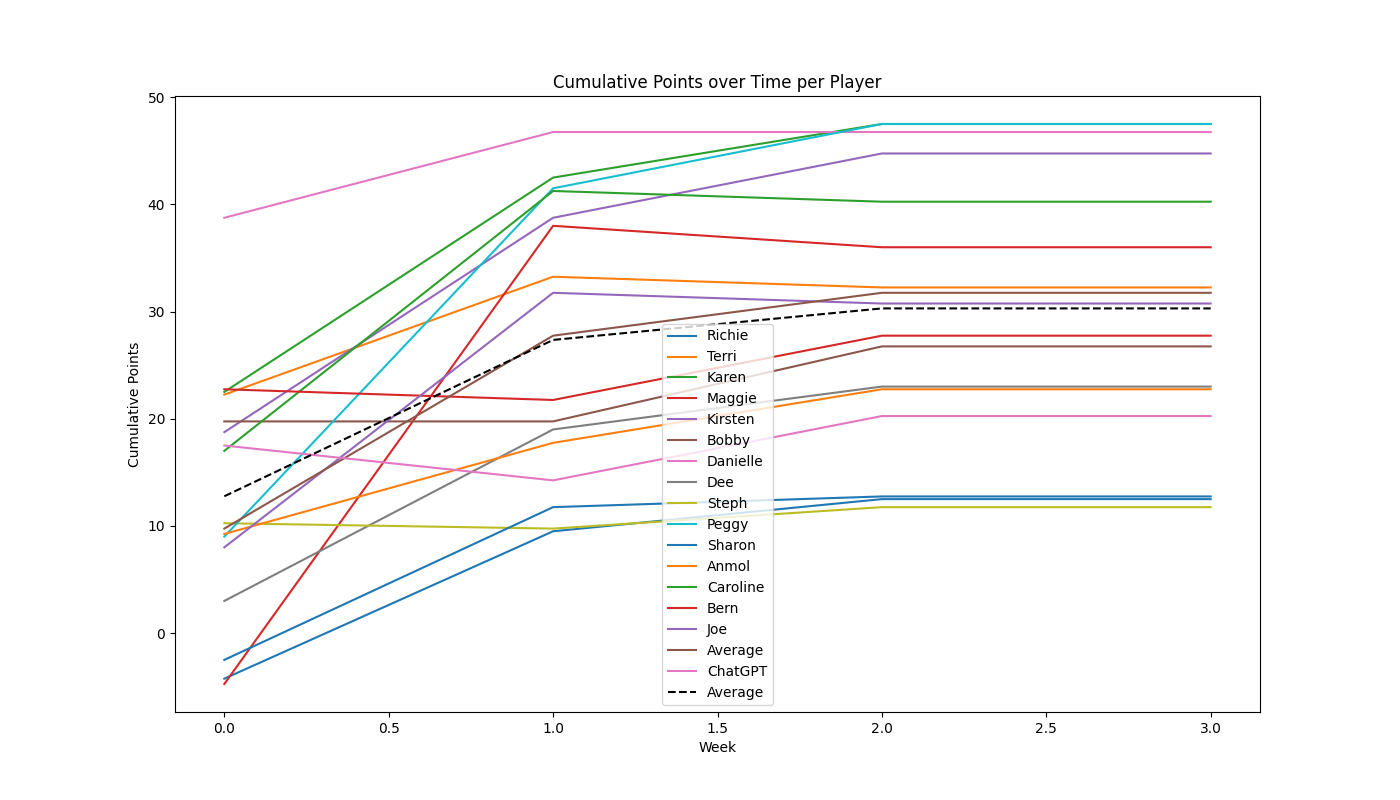 Cumulative Points over Time per Player
50
40
30
20
10
0
Cumulative Points
Richie
Terri
Karen
Maggie
Kirsten
Bobby
Danielle
Dee
Steph
Peggy
Sharon
Anmol
Caroline
Bern
Joe
Average
ChatGPT
Average
0.0 0.5 1.0 1.5 2.0 2.5 3.0
Week